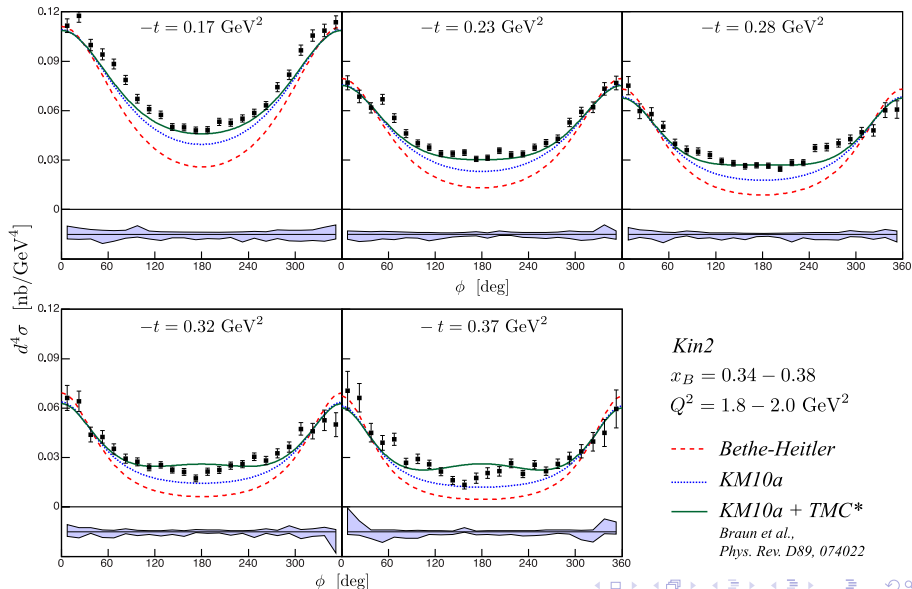 −t = 0.17 GeV²
−t = 0.23 GeV²
−t = 0.28 GeV²
0.12
0.09
0.06
0.03
0
0 60 120 180 240 300 0 60 120 180 240 300 0 60 120 180 240 300 360
ϕ [deg]
d⁴σ [nb/GeV⁴]
0.12
−t = 0.32 GeV²
− t = 0.37 GeV²
0.09
0.06
0.03
0
0 60 120 180 240 300 0 60 120 180 240 300 360
ϕ [deg]
Kin2
x_B = 0.34 − 0.38
Q² = 1.8 − 2.0 GeV²
Bethe-Heitler
KM10a
KM10a + TMC*
Braun et al.,
Phys. Rev. D89, 074022